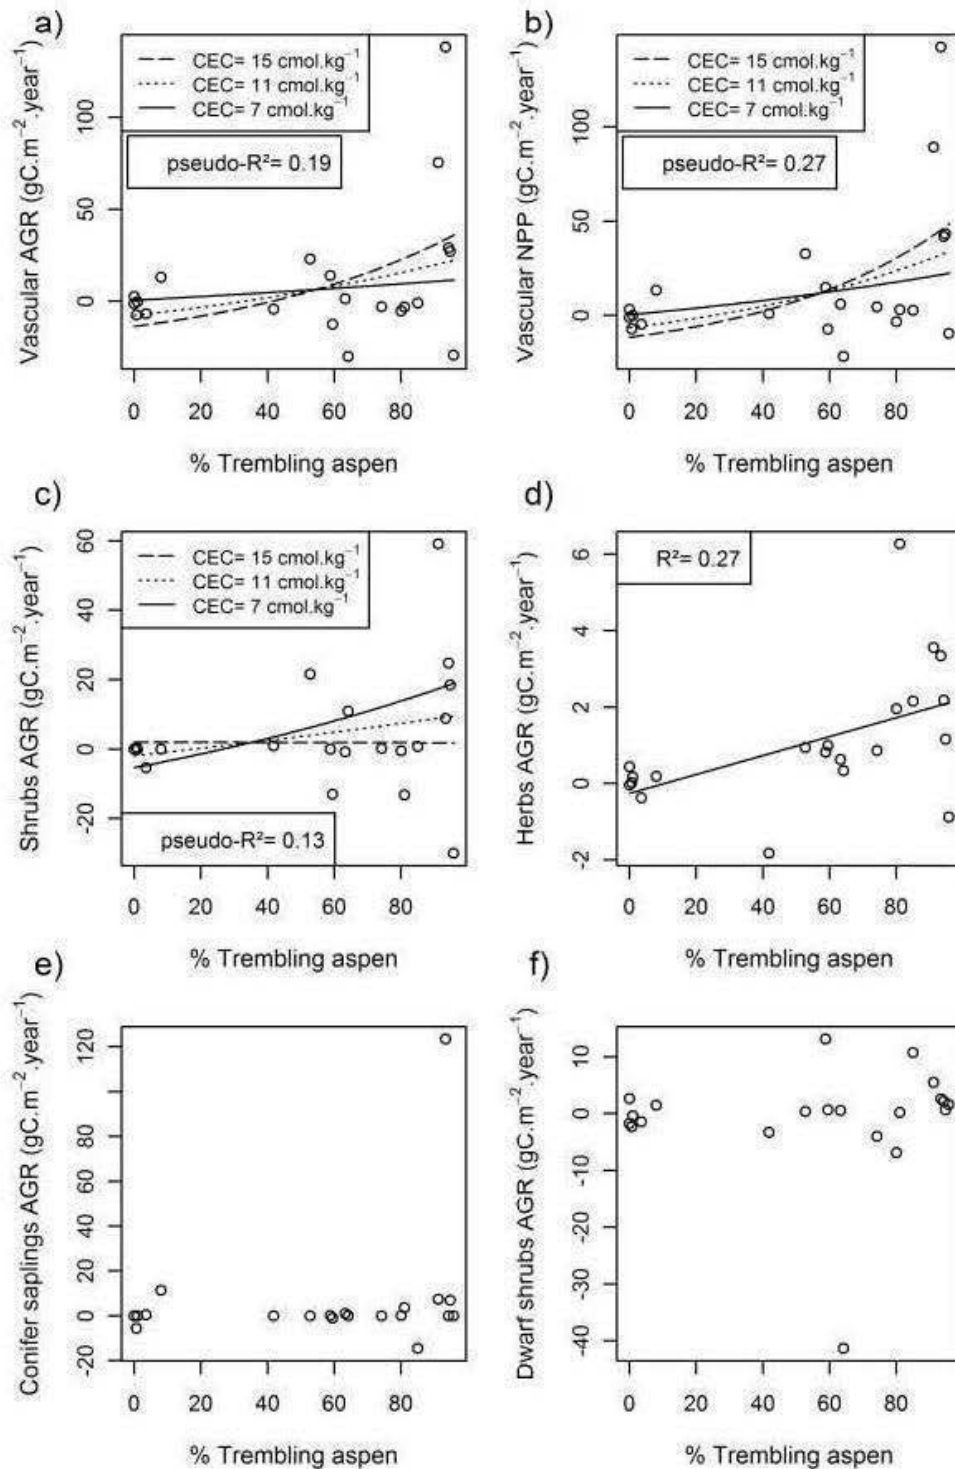 a)
Vascular AGR (gC.m⁻².year⁻¹)
CEC= 15 cmol.kg⁻¹
CEC= 11 cmol.kg⁻¹
CEC= 7 cmol.kg⁻¹
pseudo-R²= 0.19
0 50 100
0 20 40 60 80
% Trembling aspen
b)
Vascular NPP (gC.m⁻².year⁻¹)
CEC= 15 cmol.kg⁻¹
CEC= 11 cmol.kg⁻¹
CEC= 7 cmol.kg⁻¹
pseudo-R²= 0.27
0 50 100
0 20 40 60 80
% Trembling aspen
c)
Shrubs AGR (gC.m⁻².year⁻¹)
CEC= 15 cmol.kg⁻¹
CEC= 11 cmol.kg⁻¹
CEC= 7 cmol.kg⁻¹
pseudo-R²= 0.13
-20 0 20 40 60
0 20 40 60 80
% Trembling aspen
d)
Herbs AGR (gC.m⁻².year⁻¹)
R²= 0.27
-2 0 2 4 6
0 20 40 60 80
% Trembling aspen
e)
Conifer saplings AGR (gC.m⁻².year⁻¹)
-20 0 20 40 60 80 120
0 20 40 60 80
% Trembling aspen
f)
Dwarf shrubs AGR (gC.m⁻².year⁻¹)
-40 -30 -20 -10 0 10
0 20 40 60 80
% Trembling aspen